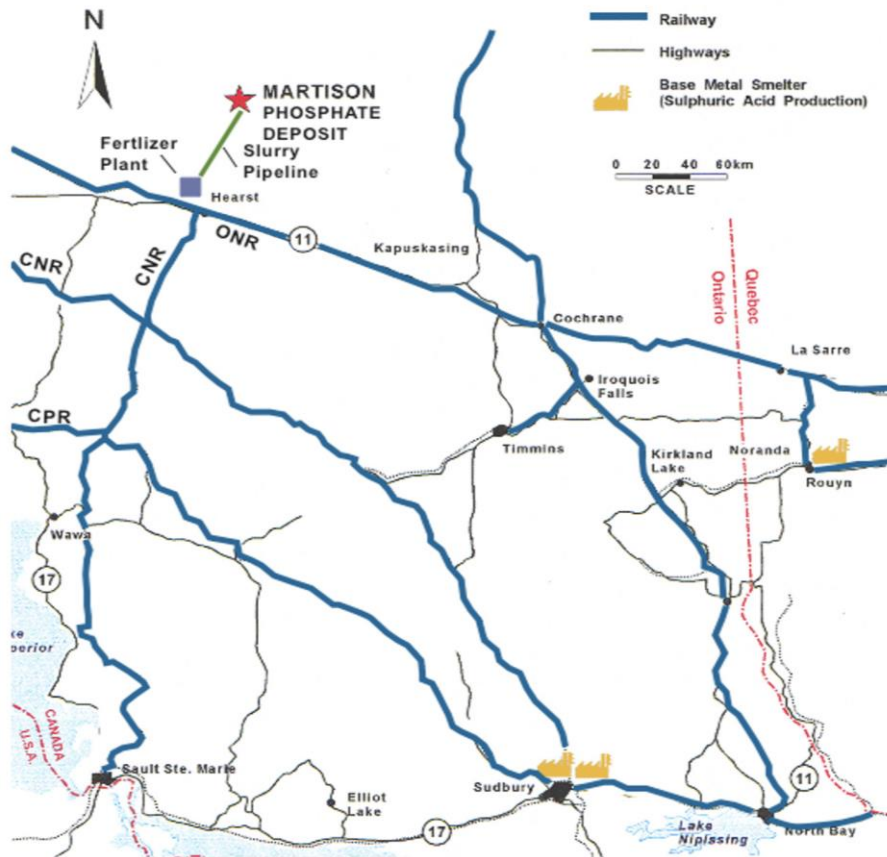 N
Railway
Highways
Base Metal Smelter
(Sulphuric Acid Production)
0 20 40 60km
SCALE
MARTISON
PHOSPHATE
DEPOSIT
Fertlizer
Plant
Slurry
Pipeline
Hearst
ONR
11
CNR
CNR
Kapuskasing
Cochrane
Quebec
Ontario
La Sarre
Iroquois
Falls
CPR
Timmins
Kirkland
Lake
Noranda
Rouyn
Wawa
17
ke
perior
CANADA
U.S.A.
Sault Ste. Marie
Elliot
Lake
Sudbury
17
11
Lake
Nipissing
North Bay